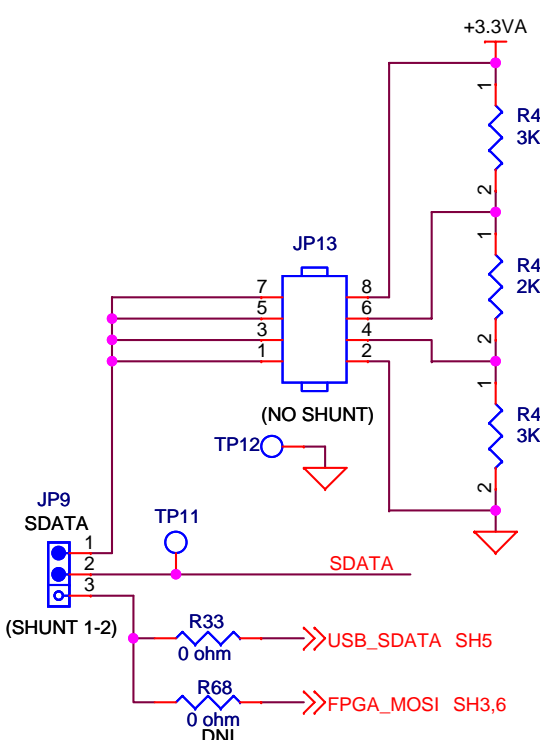 +3.3VA
1
R4
3K
2
JP13
1
R4
2K
2
7
8
5
6
3
4
1
2
1
R4
3K
2
(NO SHUNT)
TP12
JP9
SDATA
TP11
1
2
SDATA
3
(SHUNT 1-2)
R33
0 ohm
USB_SDATA SH5
R68
0 ohm
FPGA_MOSI SH3,6
DNI